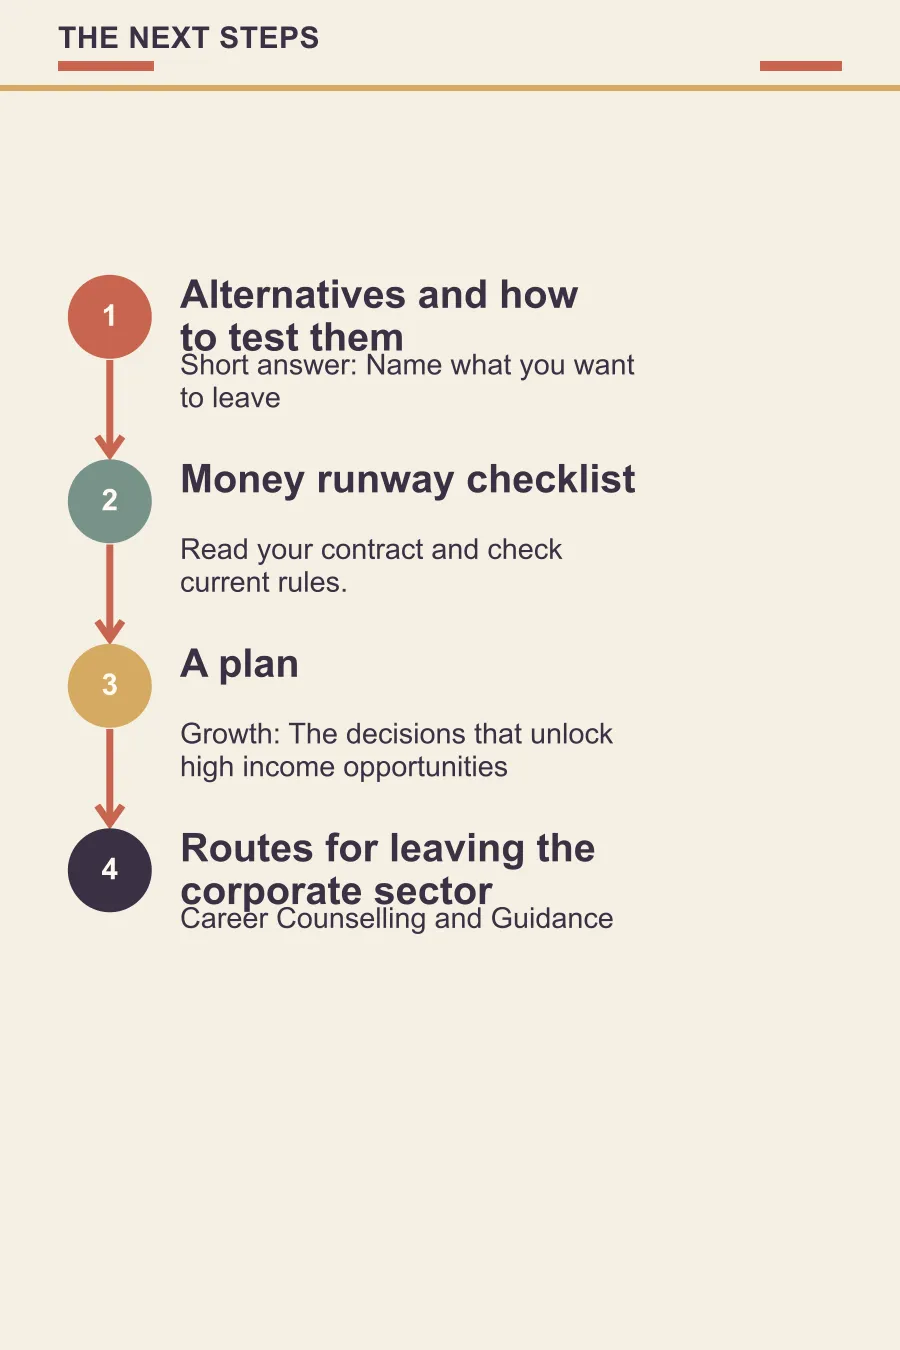 THE NEXT STEPS
1
Alternatives and how
to test them
Short answer: Name what you want
to leave
2
Money runway checklist
Read your contract and check
current rules.
3
A plan
Growth: The decisions that unlock
high income opportunities
4
Routes for leaving the
corporate sector
Career Counselling and Guidance